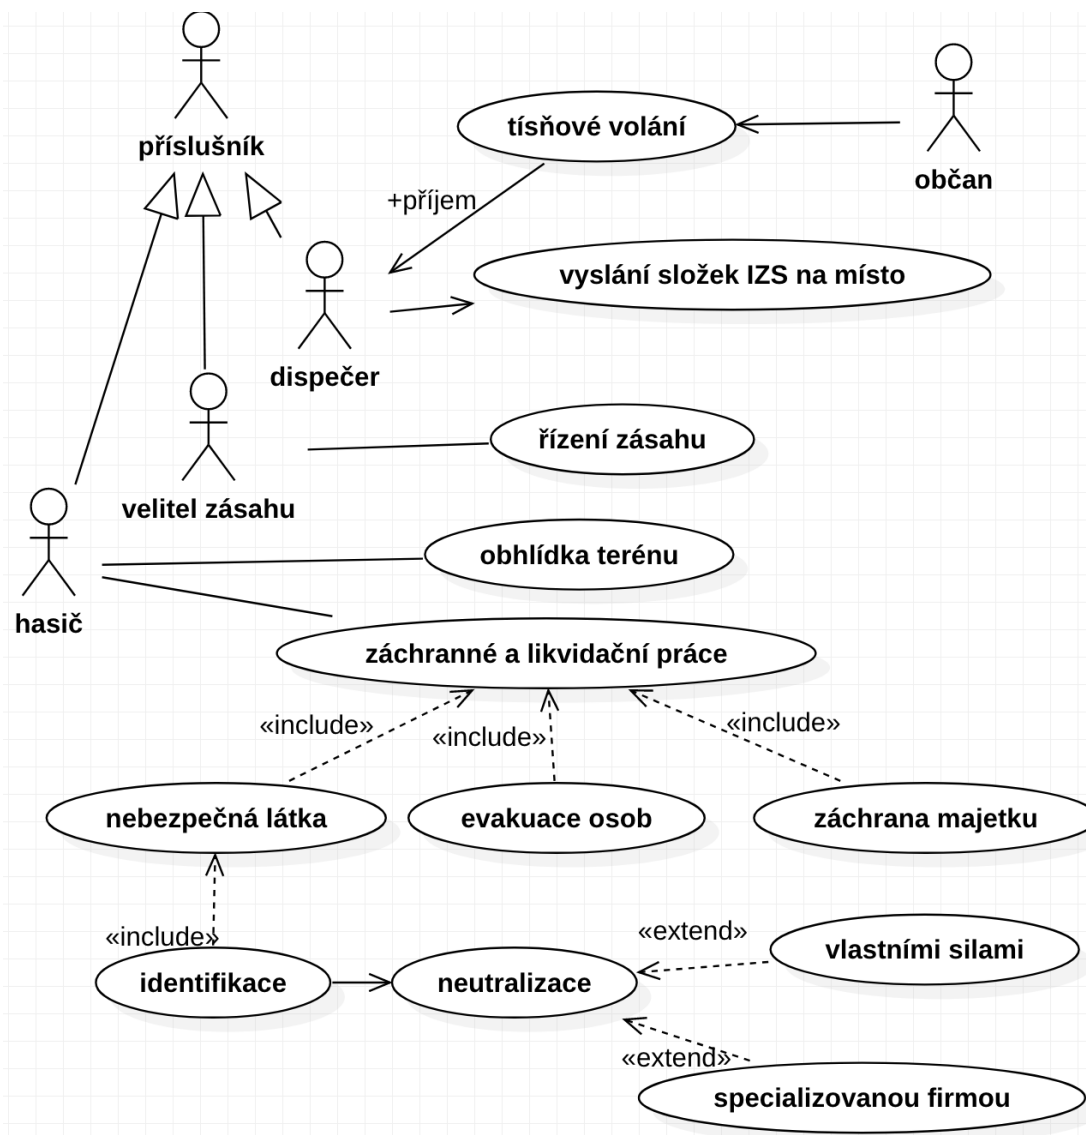 příslušník
tísňové volání
občan
+příjem
vyslání složek IZS na místo
dispečer
řízení zásahu
velitel zásahu
obhlídka terénu
hasič
záchranné a likvidační práce
«include»
«include»
«include»
nebezpečná látka
evakuace osob
záchrana majetku
«include»
«extend»
vlastními silami
identifikace
neutralizace
«extend»
specializovanou firmou